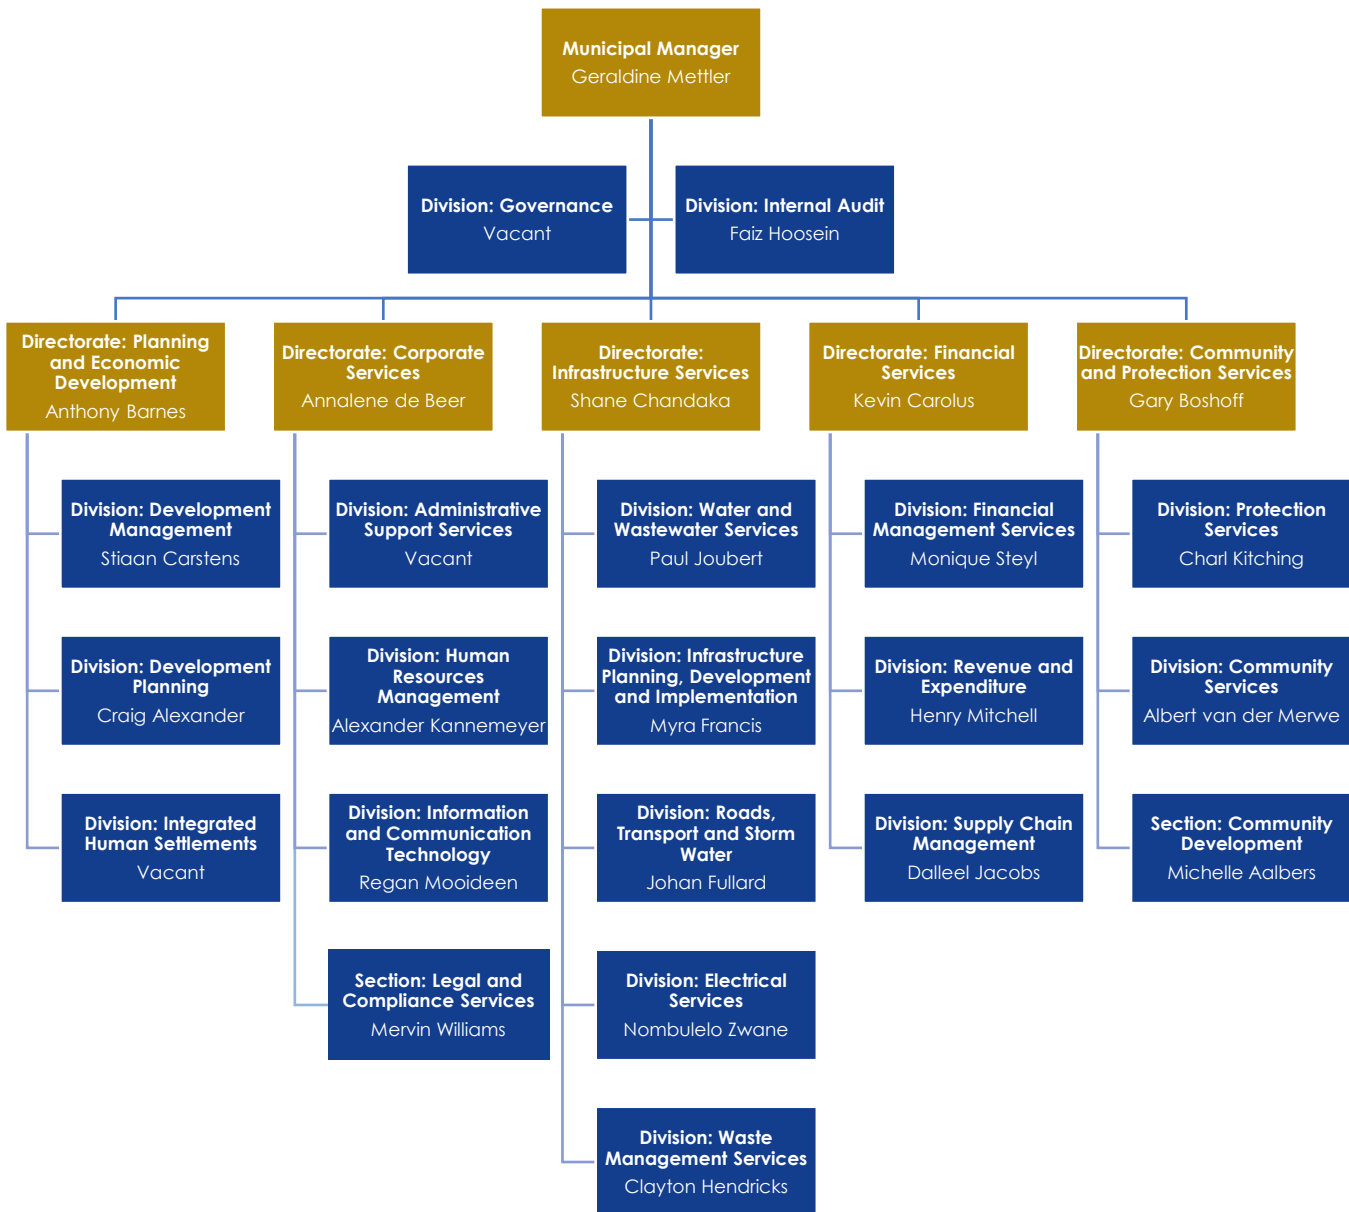 Municipal Manager
Geraldine Mettler
Division: Governance
Vacant
Division: Internal Audit
Faiz Hoosein
Directorate: Planning
and Economic
Development
Anthony Barnes
Directorate: Corporate
Services
Annalene de Beer
Directorate:
Infrastructure Services
Shane Chandaka
Directorate: Financial
Services
Kevin Carolus
Directorate: Community
and Protection Services
Gary Boshoff
Division: Development
Management
Stiaan Carstens
Division: Development
Planning
Craig Alexander
Division: Integrated
Human Settlements
Vacant
Division: Administrative
Support Services
Vacant
Division: Human
Resources
Management
Alexander Kannemeyer
Division: Information
and Communication
Technology
Regan Mooideen
Section: Legal and
Compliance Services
Mervin Williams
Division: Water and
Wastewater Services
Paul Joubert
Division: Infrastructure
Planning, Development
and Implementation
Myra Francis
Division: Roads,
Transport and Storm
Water
Johan Fullard
Division: Electrical
Services
Nombulelo Zwane
Division: Waste
Management Services
Clayton Hendricks
Division: Financial
Management Services
Monique Steyl
Division: Revenue and
Expenditure
Henry Mitchell
Division: Supply Chain
Management
Dalleel Jacobs
Division: Protection
Services
Charl Kitching
Division: Community
Services
Albert van der Merwe
Section: Community
Development
Michelle Aalbers